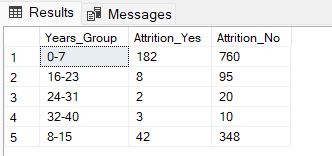 Results Messages
Years_Group Attrition_Yes Attrition_No
1 0-7 182 760
2 16-23 8 95
3 24-31 2 20
4 32-40 3 10
5 8-15 42 348